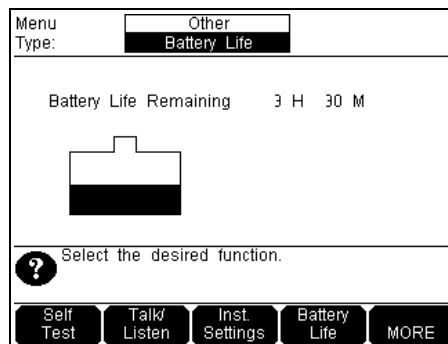 Menu Other
Type: Battery Life
Battery Life Remaining 3 H 30 M
?
Select the desired function.
Self Test
Talk/ Listen
Inst. Settings
Battery Life
MORE